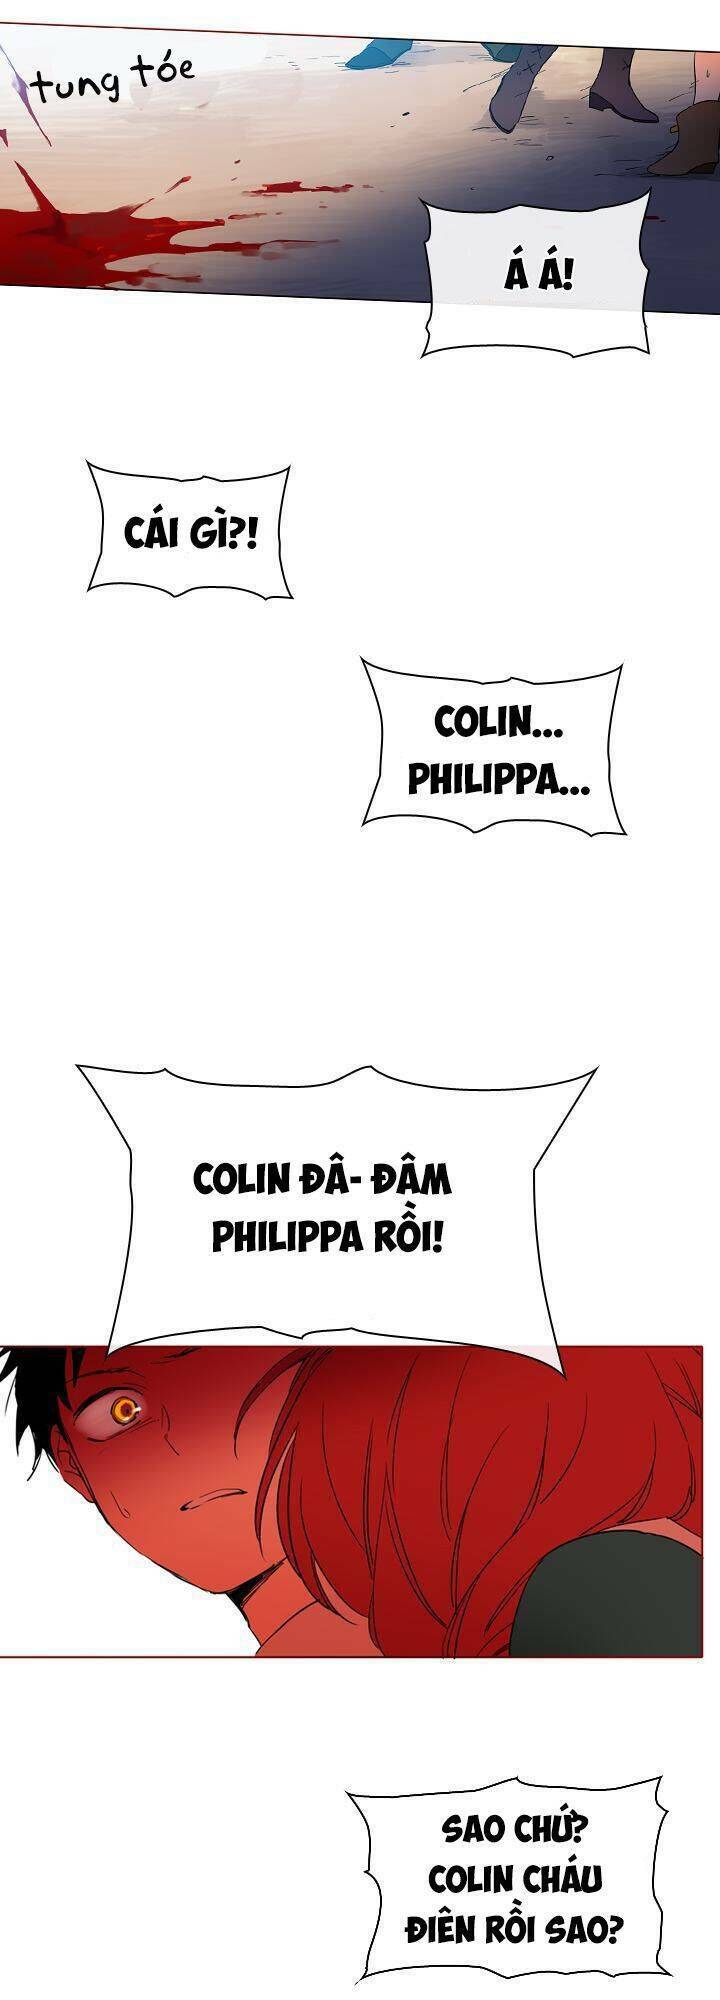 tung tóe
Á Á!
CÁI GÌ?!
COLIN...
PHILIPPA...
COLIN ĐÂ- ĐÂM
PHILIPPA RỒI!
SAO CHỨ?
COLIN CHÁU
ĐIÊN RỒI SAO?